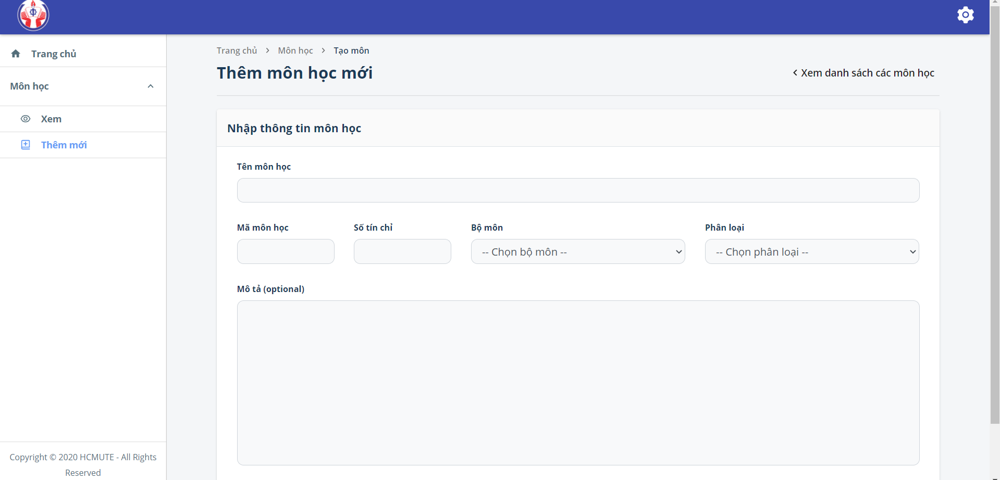 Trang chủ
Môn học
Xem
Thêm mới
Copyright © 2020 HCMUTE - All Rights
Reserved
Trang chủ > Môn học > Tạo môn
Thêm môn học mới
Xem danh sách các môn học
Nhập thông tin môn học
Tên môn học
Mã môn học Số tín chỉ Bộ môn Phân loại
-- Chọn bộ môn -- -- Chọn phân loại --
Mô tả (optional)